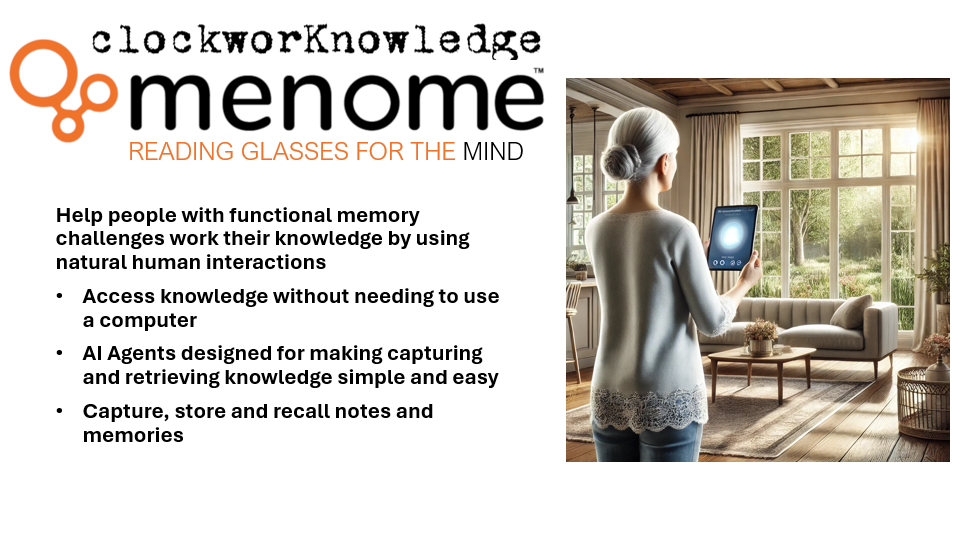 clockworKnowledge
menome™
READING GLASSES FOR THE MIND
Help people with functional memory
challenges work their knowledge by using
natural human interactions
• Access knowledge without needing to use
a computer
• AI Agents designed for making capturing
and retrieving knowledge simple and easy
• Capture, store and recall notes and
memories